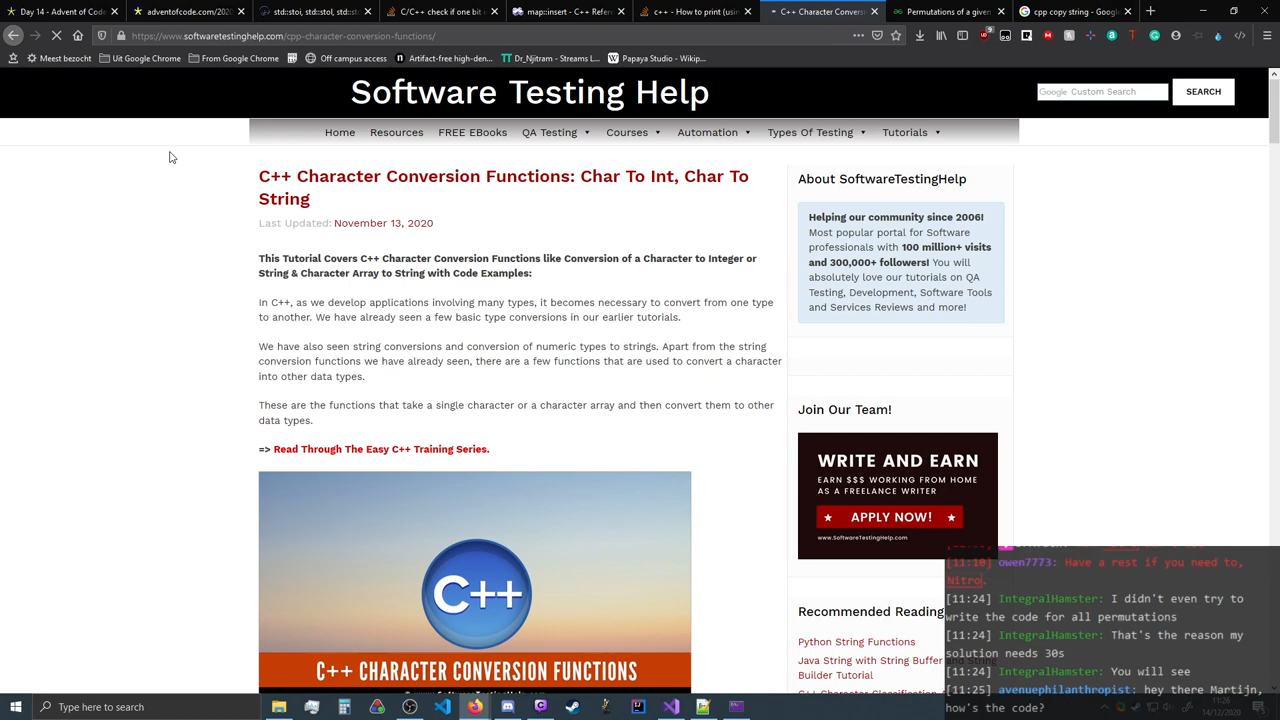 Day 14 - Advent of Cod
adventofcode.com/2020/
std::stoi, std::stol, std::sto
C/C++ check if one bit i
map::insert - C++ Refere
C++ - How to print (using
C++ Character Conversi
Permutations of a given
cpp copy string - Google
https://www.softwaretestinghelp.com/cpp-character-conversion-functions/
Meest bezocht
Uit Google Chrome
From Google Chrome
Off campus access
Artifact-free high-den...
Dr_Njitram - Streams L...
Papaya Studio - Wikip...
Software Testing Help
Google Custom Search
SEARCH
Home
Resources
FREE EBooks
QA Testing
Courses
Automation
Types Of Testing
Tutorials
C++ Character Conversion Functions: Char To Int, Char To
String
Last Updated: November 13, 2020
This Tutorial Covers C++ Character Conversion Functions like Conversion of a Character to Integer or
String & Character Array to String with Code Examples:
In C++, as we develop applications involving many types, it becomes necessary to convert from one type
to another. We have already seen a few basic type conversions in our earlier tutorials.
We have also seen string conversions and conversion of numeric types to strings. Apart from the string
conversion functions we have already seen, there are a few functions that are used to convert a character
into other data types.
These are the functions that take a single character or a character array and then convert them to other
data types.
=> Read Through The Easy C++ Training Series.
C++
C++ CHARACTER CONVERSION FUNCTIONS
About SoftwareTestingHelp
Helping our community since 2006!
Most popular portal for Software
professionals with 100 million+ visits
and 300,000+ followers! You will
absolutely love our tutorials on QA
Testing, Development, Software Tools
and Services Reviews and more!
Join Our Team!
WRITE AND EARN
EARN $$$ WORKING FROM HOME
AS A FREELANCE WRITER
APPLY NOW!
www.SoftwareTestingHelp.com
Recommended Reading
Python String Functions
Java String with String Buffer and String
Builder Tutorial
C++ Character Classification
[11:10] owen7773: Have a rest if you need to,
Nitro.
[11:24] IntegralHamster: I didn't even try to
write the code for all permutations
[11:24] IntegralHamster: That's the reason my
solution needs 30s
[11:24] IntegralHamster: You will see
[11:25] avenuephilanthropist: hey there Martijn,
how's the code?
Type here to search
11:26
14/12/2020